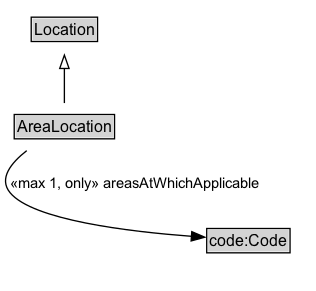 Location
AreaLocation
«max 1, only» areasAtWhichApplicable
code:Code